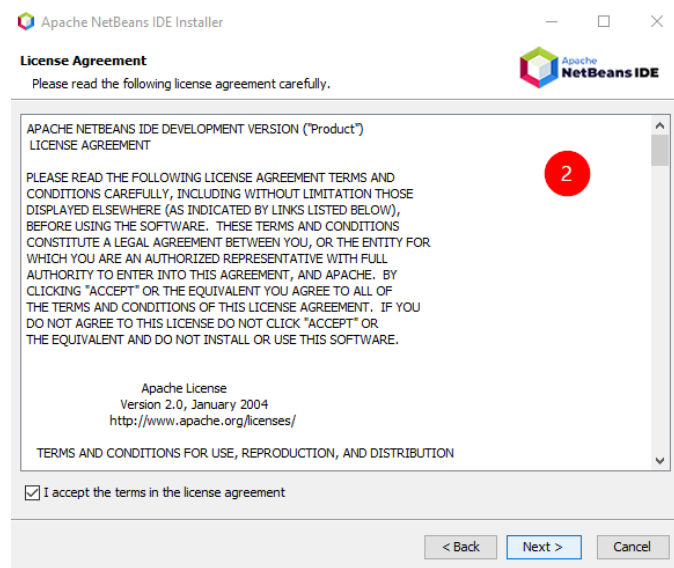 Apache NetBeans IDE Installer
License Agreement
Please read the following license agreement carefully.
Apache
NetBeans IDE
APACHE NETBEANS IDE DEVELOPMENT VERSION ("Product")
LICENSE AGREEMENT
2
PLEASE READ THE FOLLOWING LICENSE AGREEMENT TERMS AND
CONDITIONS CAREFULLY, INCLUDING WITHOUT LIMITATION THOSE
DISPLAYED ELSEWHERE (AS INDICATED BY LINKS LISTED BELOW),
BEFORE USING THE SOFTWARE.  THESE TERMS AND CONDITIONS
CONSTITUTE A LEGAL AGREEMENT BETWEEN YOU, OR THE ENTITY FOR
WHICH YOU ARE AN AUTHORIZED REPRESENTATIVE WITH FULL
AUTHORITY TO ENTER INTO THIS AGREEMENT, AND APACHE.  BY
CLICKING "ACCEPT" OR THE EQUIVALENT YOU AGREE TO ALL OF
THE TERMS AND CONDITIONS OF THIS LICENSE AGREEMENT.  IF YOU
DO NOT AGREE TO THIS LICENSE DO NOT CLICK "ACCEPT" OR
THE EQUIVALENT AND DO NOT INSTALL OR USE THIS SOFTWARE.
Apache License
Version 2.0, January 2004
http://www.apache.org/licenses/
TERMS AND CONDITIONS FOR USE, REPRODUCTION, AND DISTRIBUTION
I accept the terms in the license agreement
< Back
Next >
Cancel